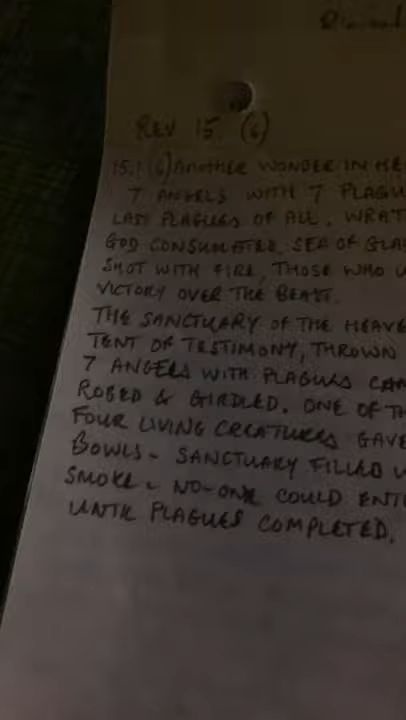 REV 15 (6)
15.1 (6) ANOTHER WONDER IN HE
7 ANGELS WITH 7 PLAGU
LAST PLAGUES OF ALL, WRAT
GOD CONSUMATED, SEA OF GLA
SHOT WITH FIRE, THOSE WHO
VICTORY OVER THE BEAST.
THE SANCTUARY OF THE HEAVE
TENT OF TESTIMONY, THROWN
7 ANGELS WITH PLAGUES CAM
ROBED & GIRDLED. ONE OF TH
FOUR LIVING CREATURES GAVE
BOWLS - SANCTUARY FILLED
SMOKE - NO-ONE COULD ENT
UNTIL PLAGUES COMPLETED.